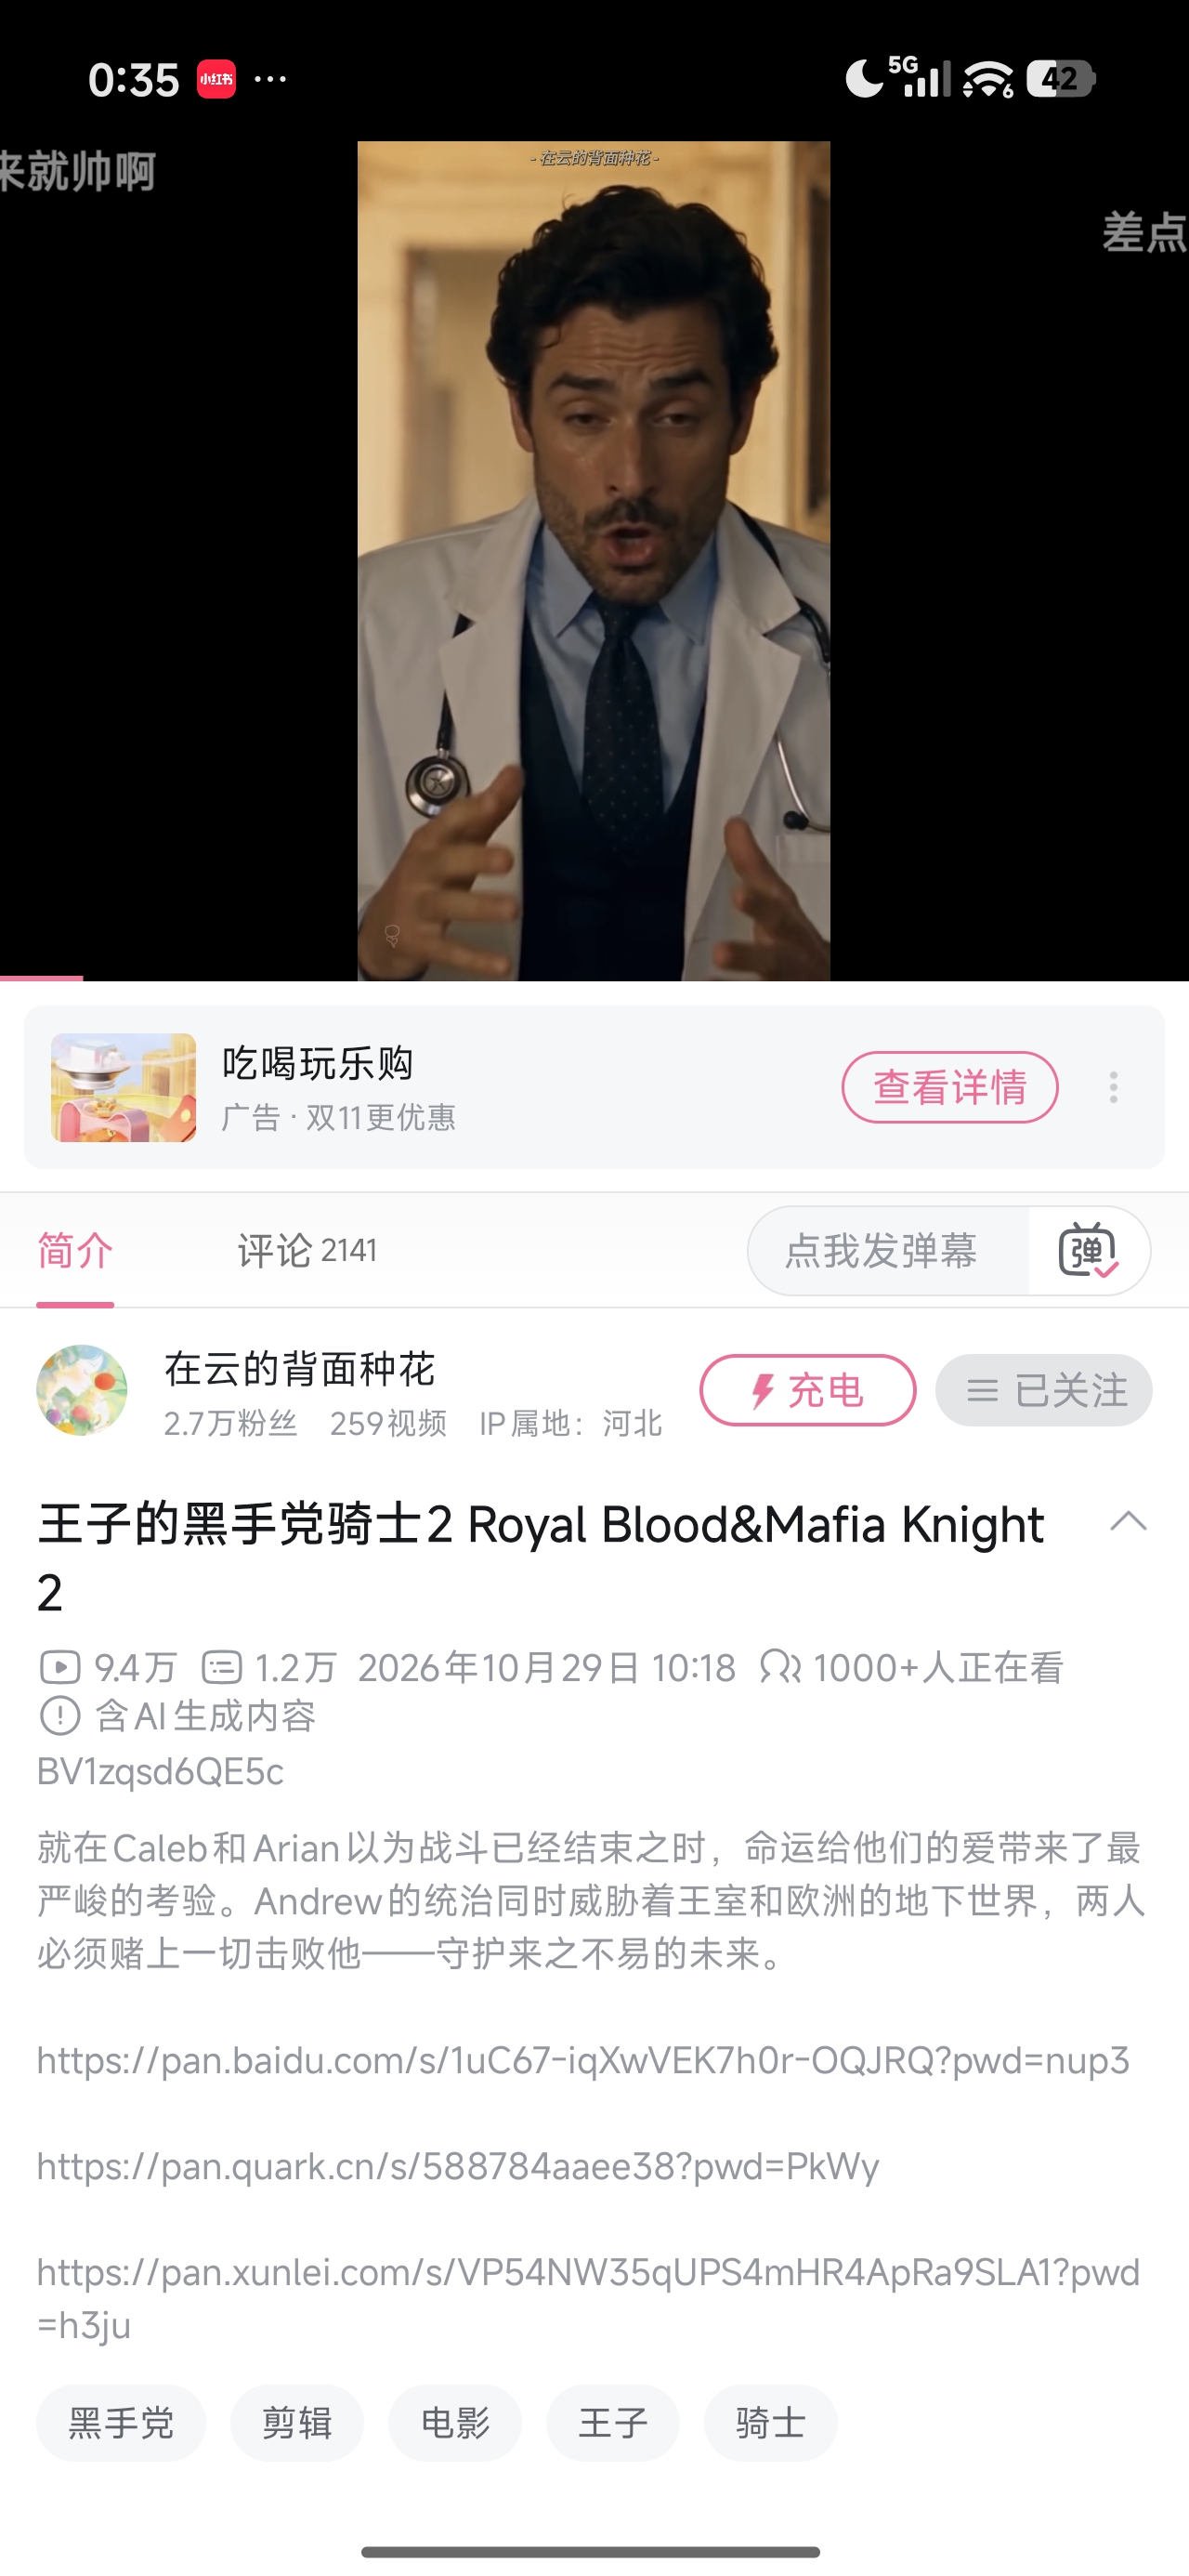 0:35 小红书 ... 5G 6 42
来就帅啊
- 在云的背面种花 -
差点
吃喝玩乐购
广告 · 双11更优惠
查看详情
简介
评论 2141
点我发弹幕
弹
在云的背面种花
2.7万粉丝 259视频 IP属地：河北
充电
已关注
王子的黑手党骑士2 Royal Blood&Mafia Knight
2
9.4万 1.2万 2026年10月29日 10:18 1000+人正在看
含AI生成内容
BV1zqsd6QE5c
就在Caleb和Arian以为战斗已经结束之时，命运给他们的爱带来了最
严峻的考验。Andrew的统治同时威胁着王室和欧洲的地下世界，两人
必须赌上一切击败他——守护来之不易的未来。
https://pan.baidu.com/s/1uC67-iqXwVEK7h0r-OQJRQ?pwd=nup3
https://pan.quark.cn/s/588784aaee38?pwd=PkWy
https://pan.xunlei.com/s/VP54NW35qUPS4mHR4ApRa9SLA1?pwd
=h3ju
黑手党 剪辑 电影 王子 骑士